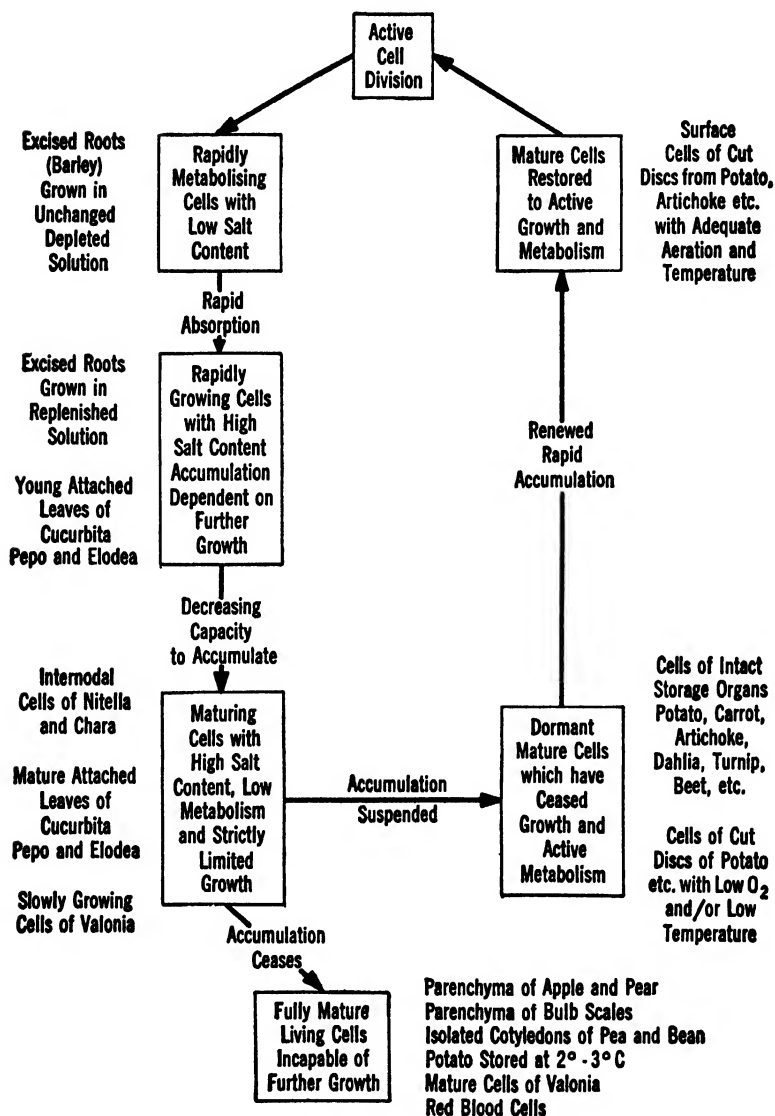 Active
Cell
Division
Excised Roots
(Barley)
Grown in
Unchanged
Depleted
Solution
Rapidly
Metabolising
Cells with
Low Salt
Content
Mature Cells
Restored
to Active
Growth and
Metabolism
Surface
Cells of Cut
Discs from Potato,
Artichoke etc.
with Adequate
Aeration and
Temperature
Rapid
Absorption
Excised Roots
Grown in
Replenished
Solution
Young Attached
Leaves of
Cucurbita
Pepo and Elodea
Rapidly
Growing Cells
with High
Salt Content
Accumulation
Dependent on
Further
Growth
Renewed
Rapid
Accumulation
Decreasing
Capacity
to Accumulate
Internodal
Cells of Nitella
and Chara
Mature Attached
Leaves of
Cucurbita
Pepo and Elodea
Slowly Growing
Cells of Valonia
Maturing
Cells with
High Salt
Content, Low
Metabolism
and Strictly
Limited
Growth
Accumulation
Suspended
Dormant
Mature Cells
which have
Ceased
Growth and
Active
Metabolism
Cells of Intact
Storage Organs
Potato, Carrot,
Artichoke,
Dahlia, Turnip,
Beet, etc.
Cells of Cut
Discs of Potato
etc. with Low O₂
and/or Low
Temperature
Accumulation
Ceases
Fully Mature
Living Cells
Incapable of
Further Growth
Parenchyma of Apple and Pear
Parenchyma of Bulb Scales
Isolated Cotyledons of Pea and Bean
Potato Stored at 2° - 3° C
Mature Cells of Valonia
Red Blood Cells